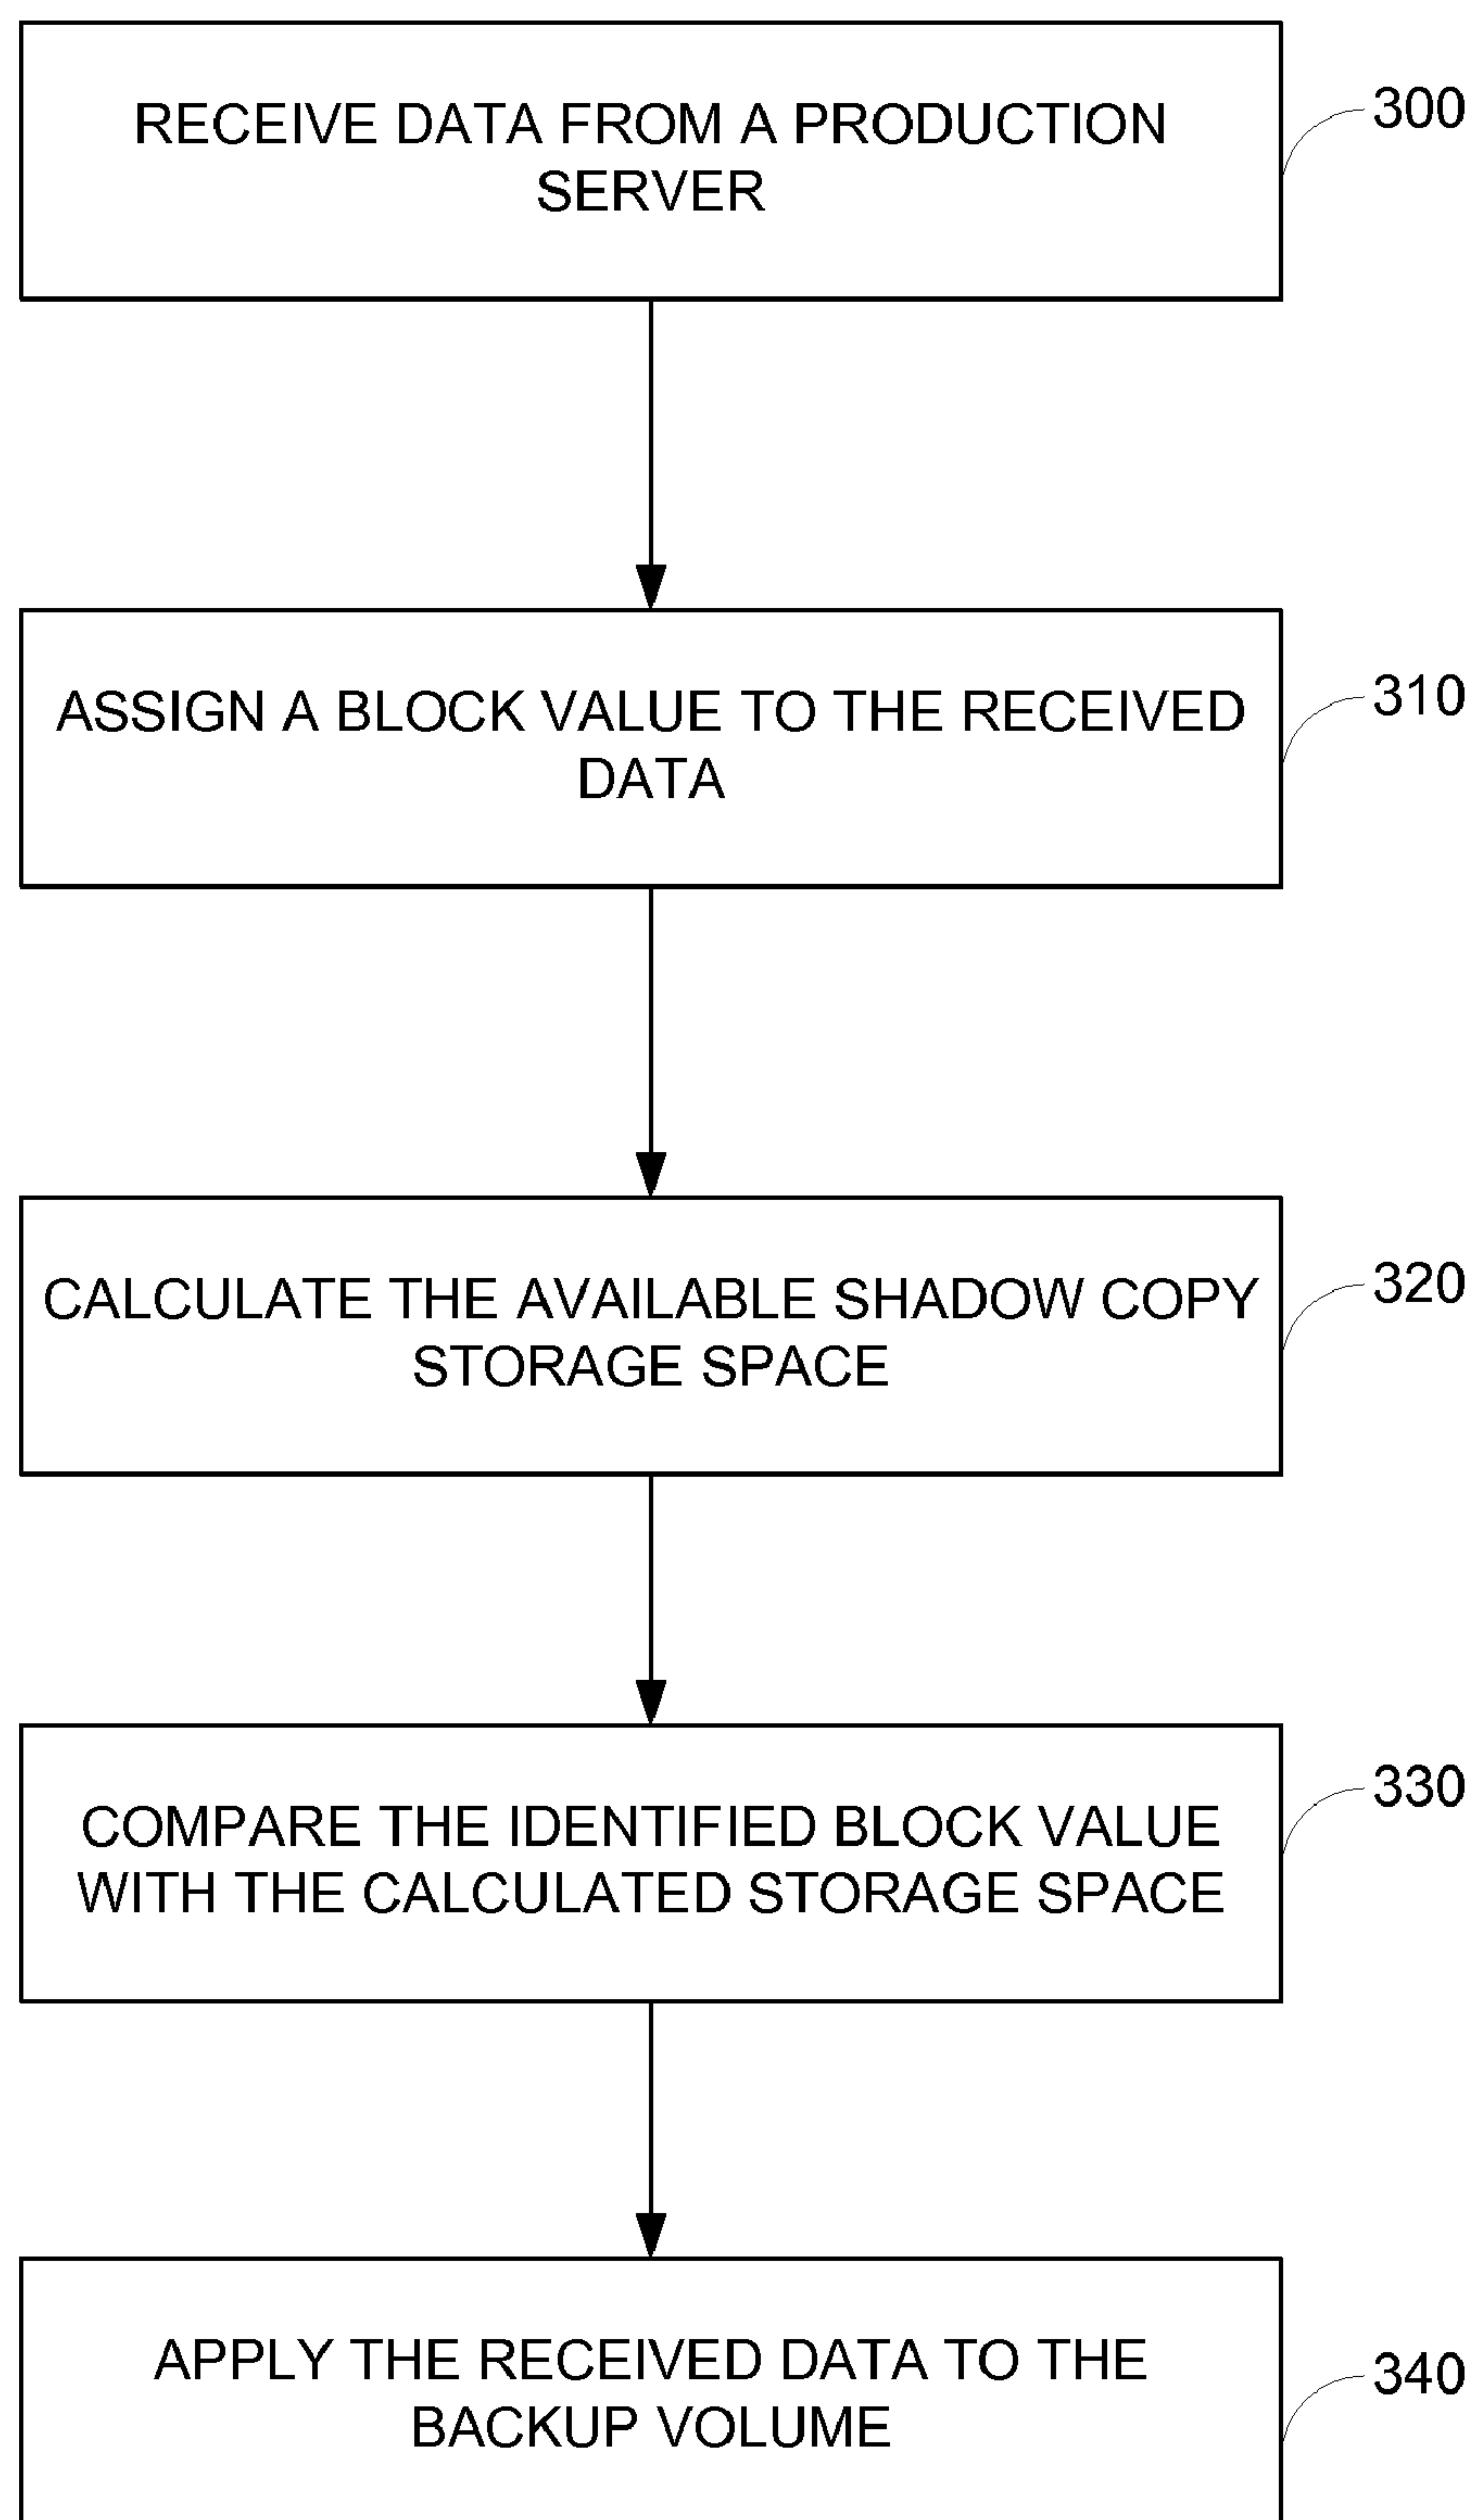 RECEIVE DATA FROM A PRODUCTION
SERVER
300
ASSIGN A BLOCK VALUE TO THE RECEIVED
DATA
310
CALCULATE THE AVAILABLE SHADOW COPY
STORAGE SPACE
320
COMPARE THE IDENTIFIED BLOCK VALUE
WITH THE CALCULATED STORAGE SPACE
330
APPLY THE RECEIVED DATA TO THE
BACKUP VOLUME
340